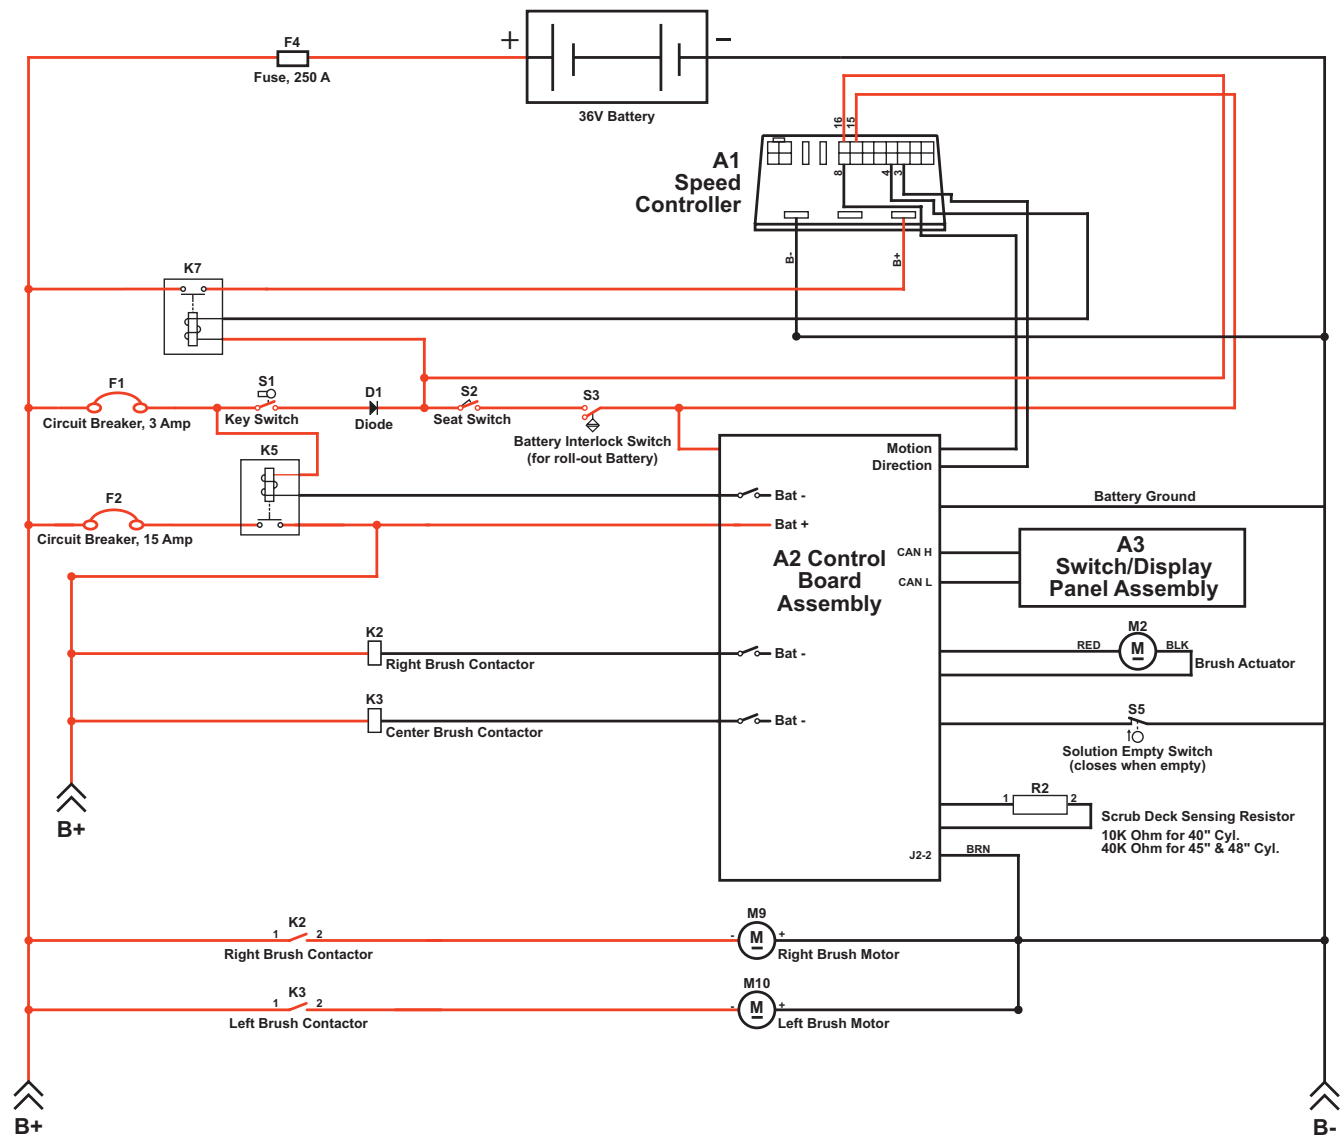 F4
Fuse, 250 A
+
-
36V Battery
16
15
A1
Speed
Controller
8
4
3
B-
B+
K7
F1
Circuit Breaker, 3 Amp
S1
Key Switch
D1
Diode
S2
Seat Switch
S3
Battery Interlock Switch
(for roll-out Battery)
K5
F2
Circuit Breaker, 15 Amp
Motion
Direction
Bat -
Bat +
Battery Ground
A2 Control
Board
Assembly
CAN H
CAN L
A3
Switch/Display
Panel Assembly
K2
Right Brush Contactor
Bat -
RED
M2
M
BLK
Brush Actuator
K3
Center Brush Contactor
Bat -
S5
Solution Empty Switch
(closes when empty)
1
R2
2
Scrub Deck Sensing Resistor
10K Ohm for 40" Cyl.
40K Ohm for 45" & 48" Cyl.
B+
J2-2
BRN
K2
1
2
Right Brush Contactor
M9
-
M
+
Right Brush Motor
K3
1
2
Left Brush Contactor
M10
-
M
+
Left Brush Motor
B+
B-